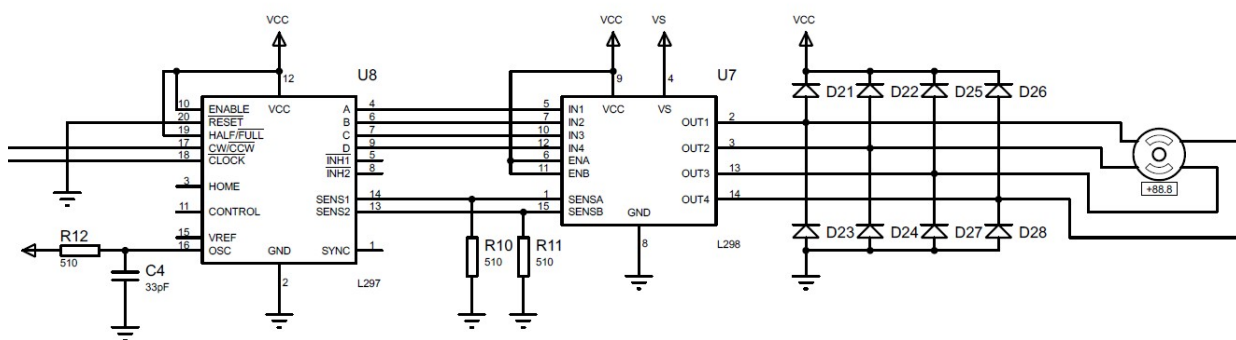 VCC
VCC
VS
VCC
12
U8
9
4
U7
10
ENABLE
VCC
A
4
20
RESET
B
6
19
HALF/FULL
C
7
17
CW/CCW
D
9
18
CLOCK
INH1
5
INH2
8
3
HOME
SENS1
14
11
CONTROL
SENS2
13
15
VREF
16
OSC
GND
SYNC
1
2
L297
R12
510
C4
33pF
R10
510
R11
510
5
IN1
VCC
VS
7
IN2
OUT1
2
10
IN3
12
IN4
OUT2
3
6
ENA
11
ENB
OUT3
13
1
SENSA
OUT4
14
15
SENSB
GND
8
L298
D21
D22
D25
D26
D23
D24
D27
D28
+88.8